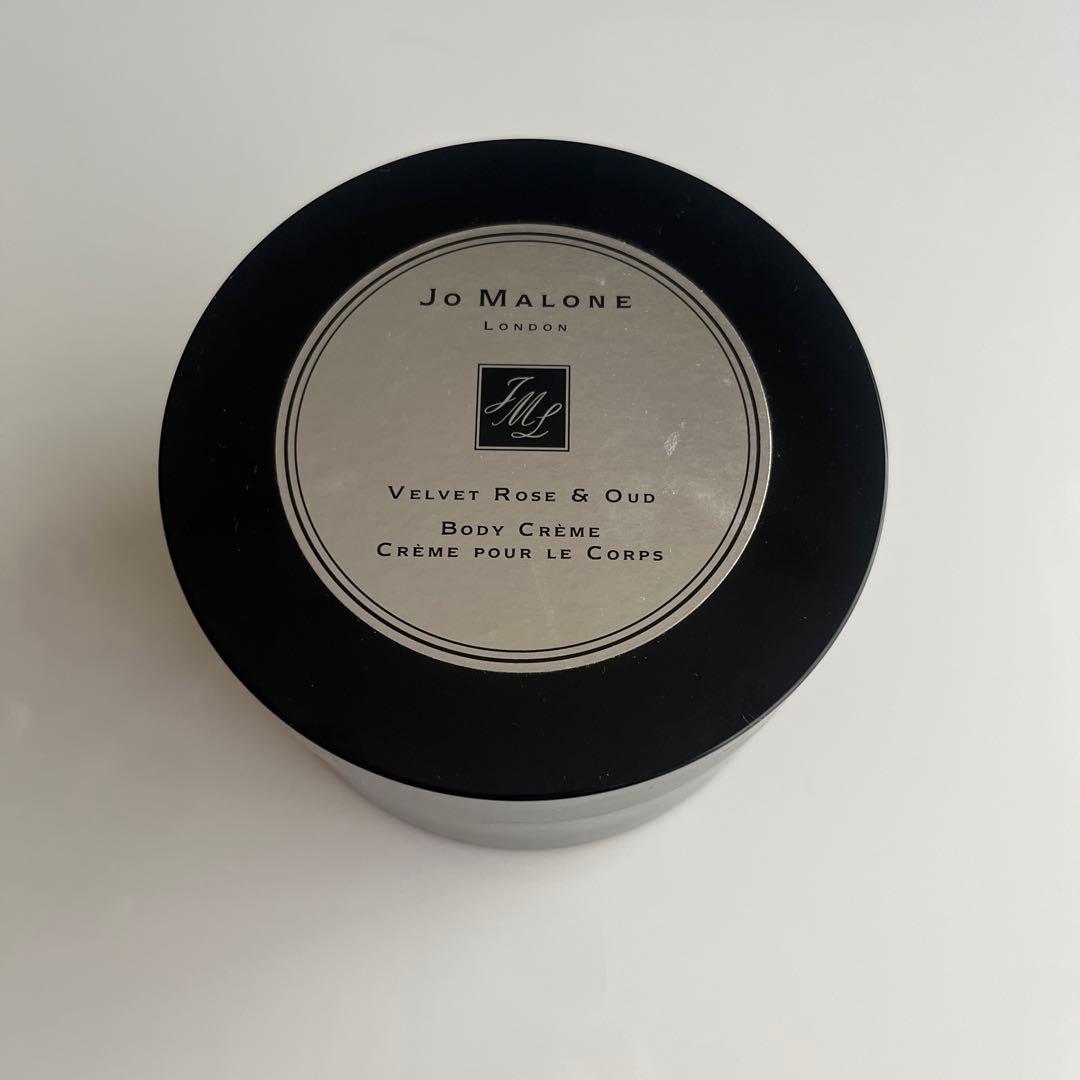 Jo Malone
London
JML
Velvet Rose & Oud
Body Crème
Crème pour le Corps